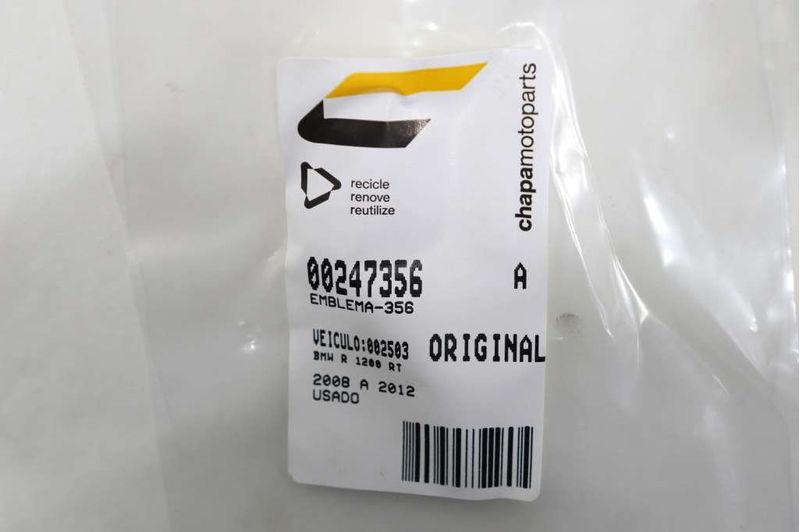 chapamotoparts
recicle
renove
reutilize
00247356 A
EMBLEMA-356
VEICULO:002503 ORIGINAL
BMW R 1200 RT
2008 A 2012
USADO